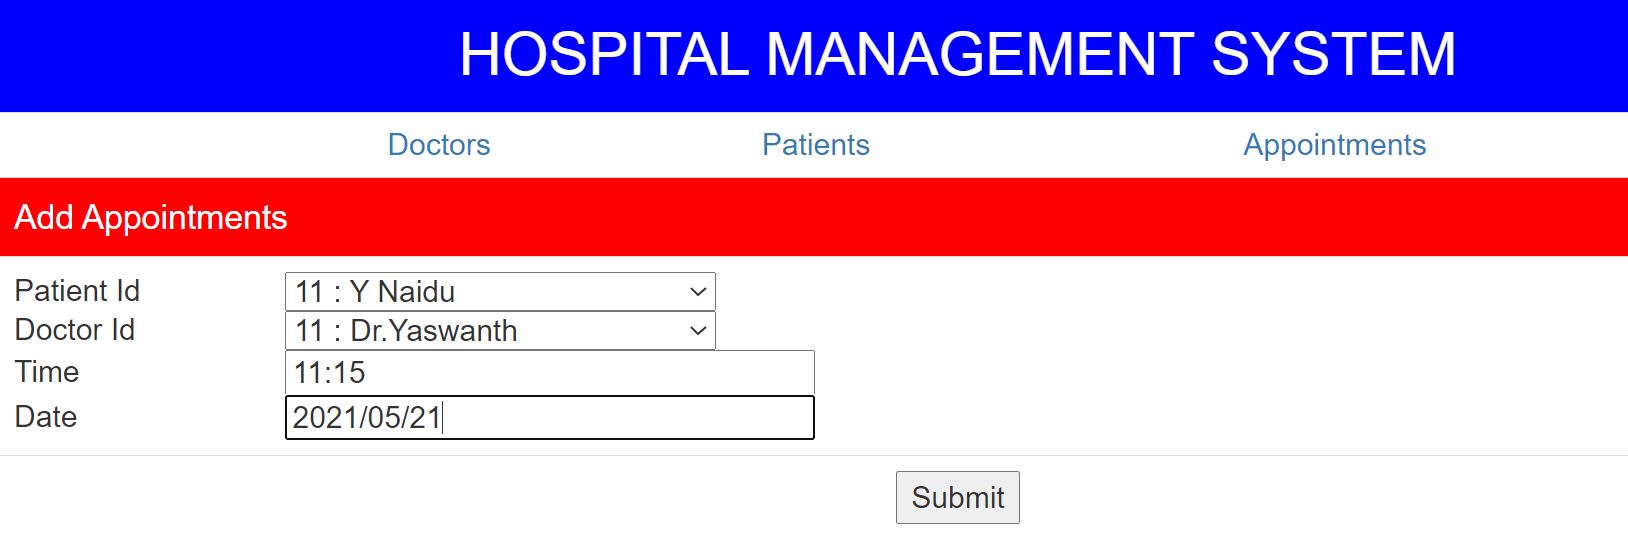 HOSPITAL MANAGEMENT SYSTEM
Doctors Patients Appointments
Add Appointments
Patient Id 11 : Y Naidu
Doctor Id 11 : Dr.Yaswanth
Time 11:15
Date 2021/05/21
Submit